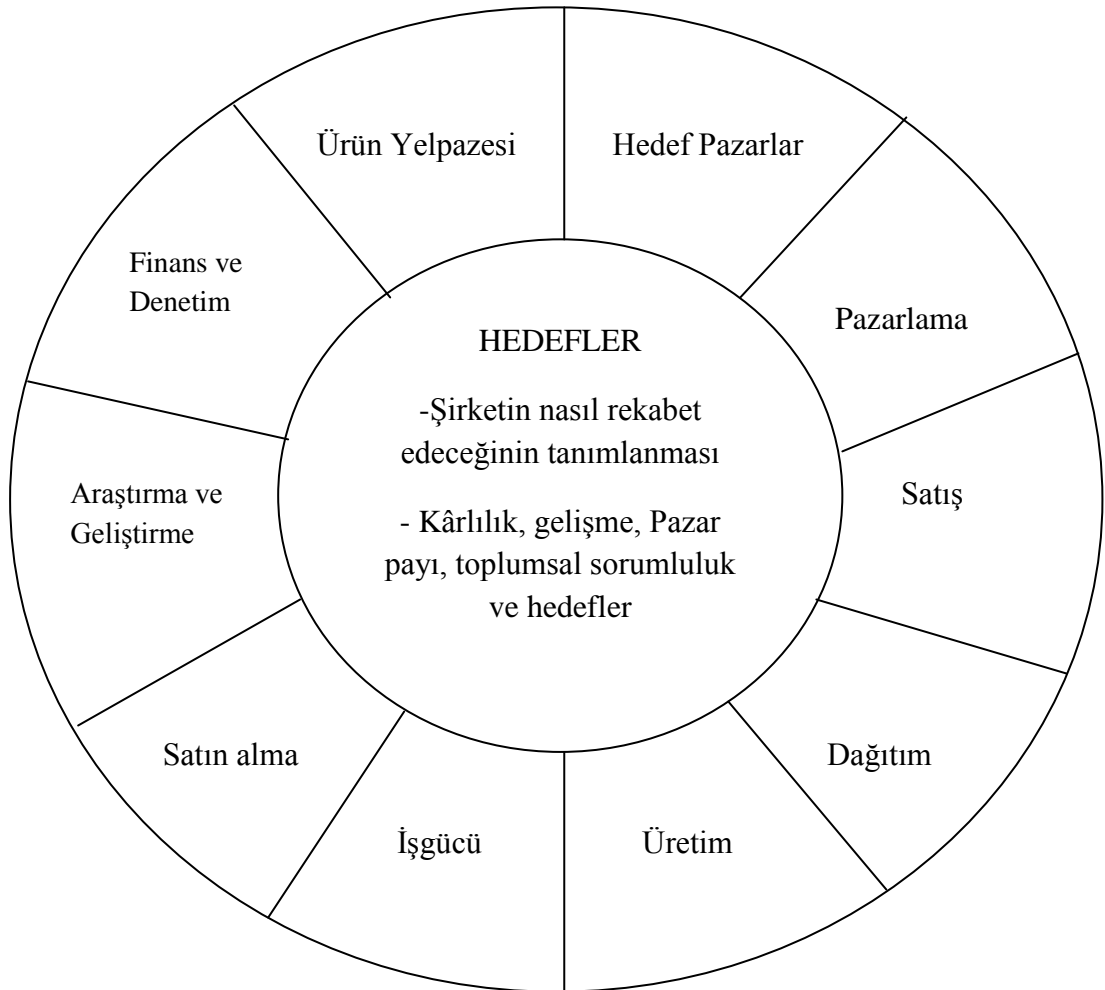 Ürün Yelpazesi
Hedef Pazarlar
Finans ve
Denetim
Pazarlama
HEDEFLER
-Şirketin nasıl rekabet
edeceğinin tanımlanması
- Kârlılık, gelişme, Pazar
payı, toplumsal sorumluluk
ve hedefler
Araştırma ve
Geliştirme
Satış
Satın alma
Dağıtım
İşgücü
Üretim